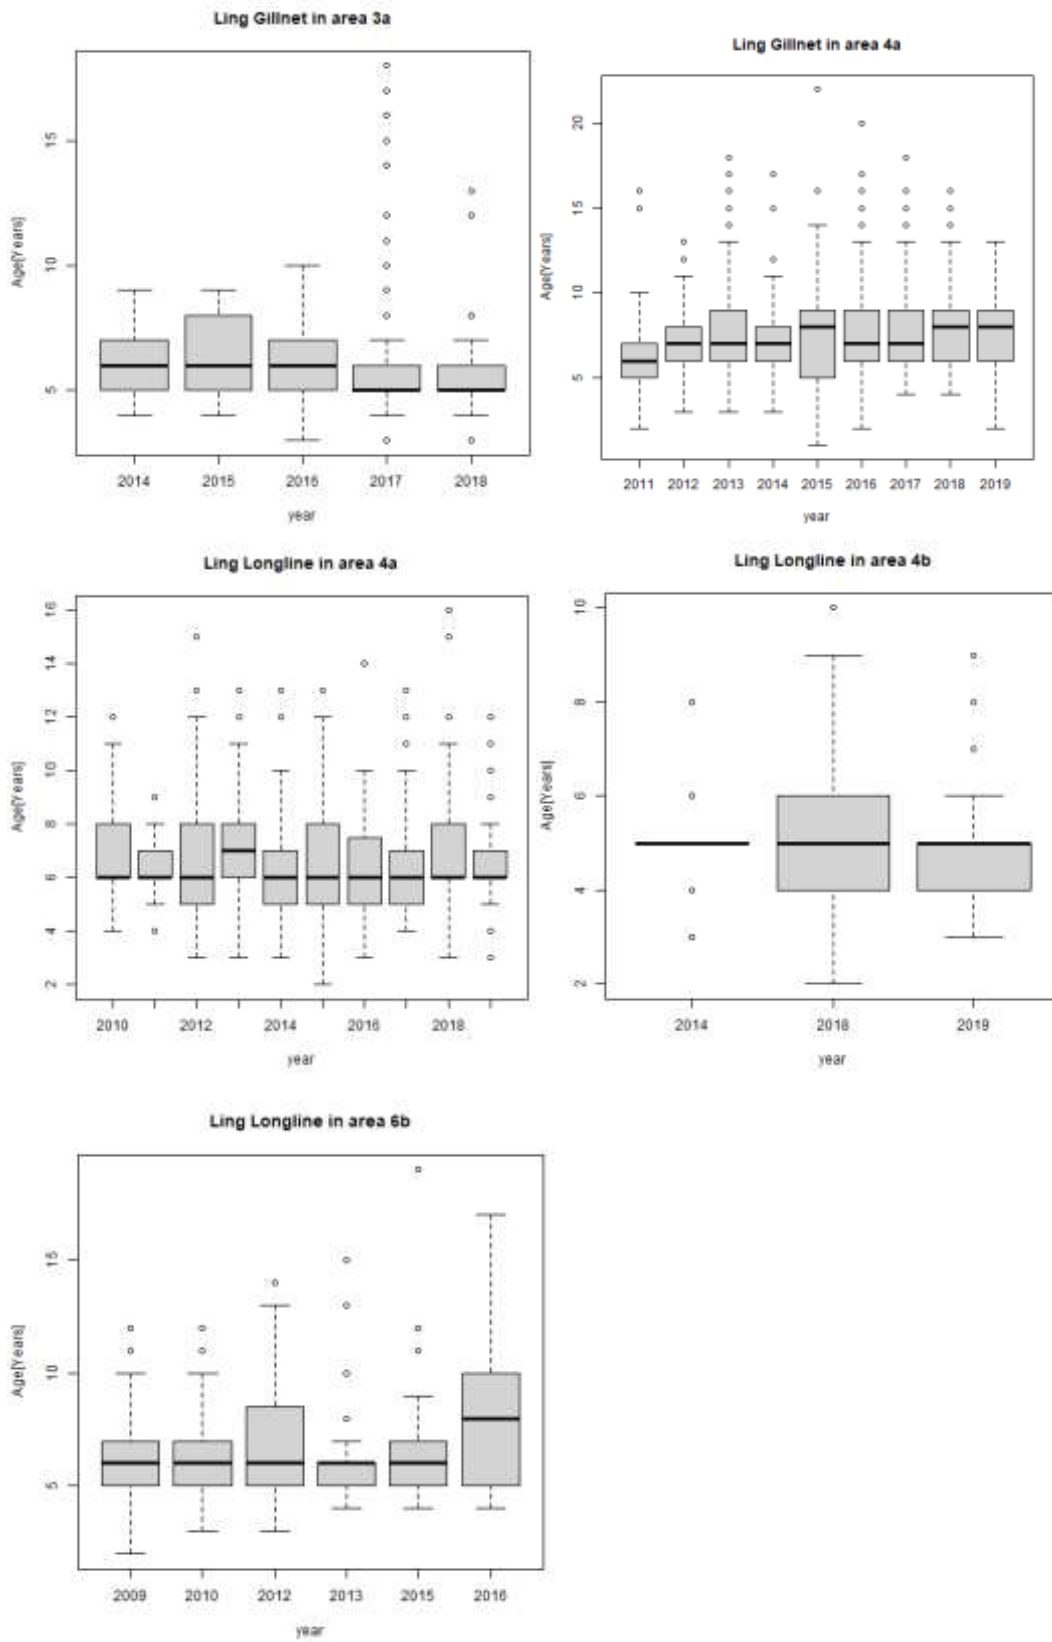 Ling Gillnet in area 3a
Age[Years]
15
10
5
2014 2015 2016 2017 2018
year
Ling Gillnet in area 4a
Age[Years]
20
15
10
5
2011 2012 2013 2014 2015 2016 2017 2018 2019
year
Ling Longline in area 4a
Age[Years]
16
14
12
10
8
6
4
2
2010 2012 2014 2016 2018
year
Ling Longline in area 4b
Age[Years]
10
8
6
4
2
2014 2018 2019
year
Ling Longline in area 6b
Age[Years]
15
10
5
2009 2010 2012 2013 2015 2016
year